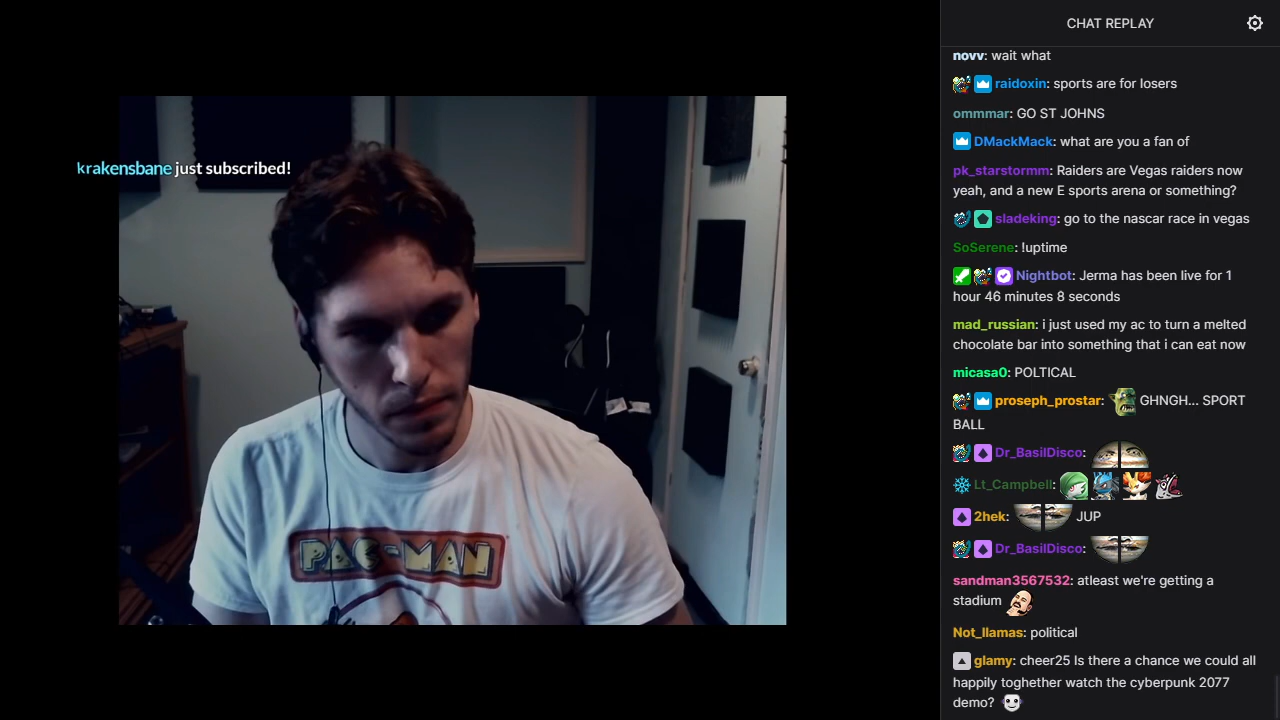 CHAT REPLAY
krakensbane just subscribed!
PAC-MAN
novv: wait what
raidoxin: sports are for losers
ommmar: GO ST JOHNS
DMackMack: what are you a fan of
pk_starstormm: Raiders are Vegas raiders now
yeah, and a new E sports arena or something?
sladeking: go to the nascar race in vegas
SoSerene: !uptime
Nightbot: Jerma has been live for 1
hour 46 minutes 8 seconds
mad_russian: i just used my ac to turn a melted
chocolate bar into something that i can eat now
micasa0: POLTICAL
proseph_prostar: GHNGH... SPORT
BALL
Dr_BasilDisco:
Lt_Campbell:
2hek: JUP
Dr_BasilDisco:
sandman3567532: atleast we're getting a
stadium
Not_llamas: political
glamy: cheer25 Is there a chance we could all
happily toghether watch the cyberpunk 2077
demo?